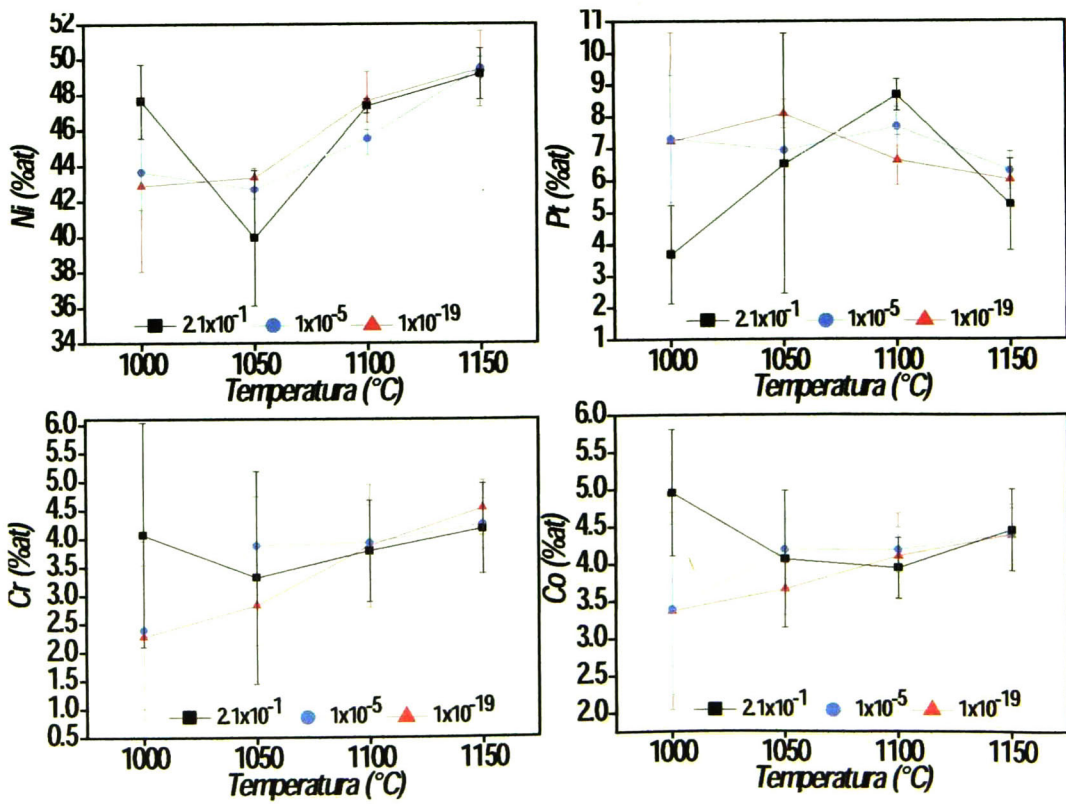 Ni (%at)
52
50
48
46
44
42
40
38
36
34
2.1x10⁻¹ 1x10⁻⁵ 1x10⁻¹⁹
1000 1050 1100 1150
Temperatura (°C)
Pt (%at)
11
10
9
8
7
6
5
4
3
2
1
2.1x10⁻¹ 1x10⁻⁵ 1x10⁻¹⁹
1000 1050 1100 1150
Temperatura (°C)
Cr (%at)
6.0
5.5
5.0
4.5
4.0
3.5
3.0
2.5
2.0
1.5
1.0
0.5
2.1x10⁻¹ 1x10⁻⁵ 1x10⁻¹⁹
1000 1050 1100 1150
Temperatura (°C)
Co (%at)
6.0
5.5
5.0
4.5
4.0
3.5
3.0
2.5
2.0
2.1x10⁻¹ 1x10⁻⁵ 1x10⁻¹⁹
1000 1050 1100 1150
Temperatura (°C)